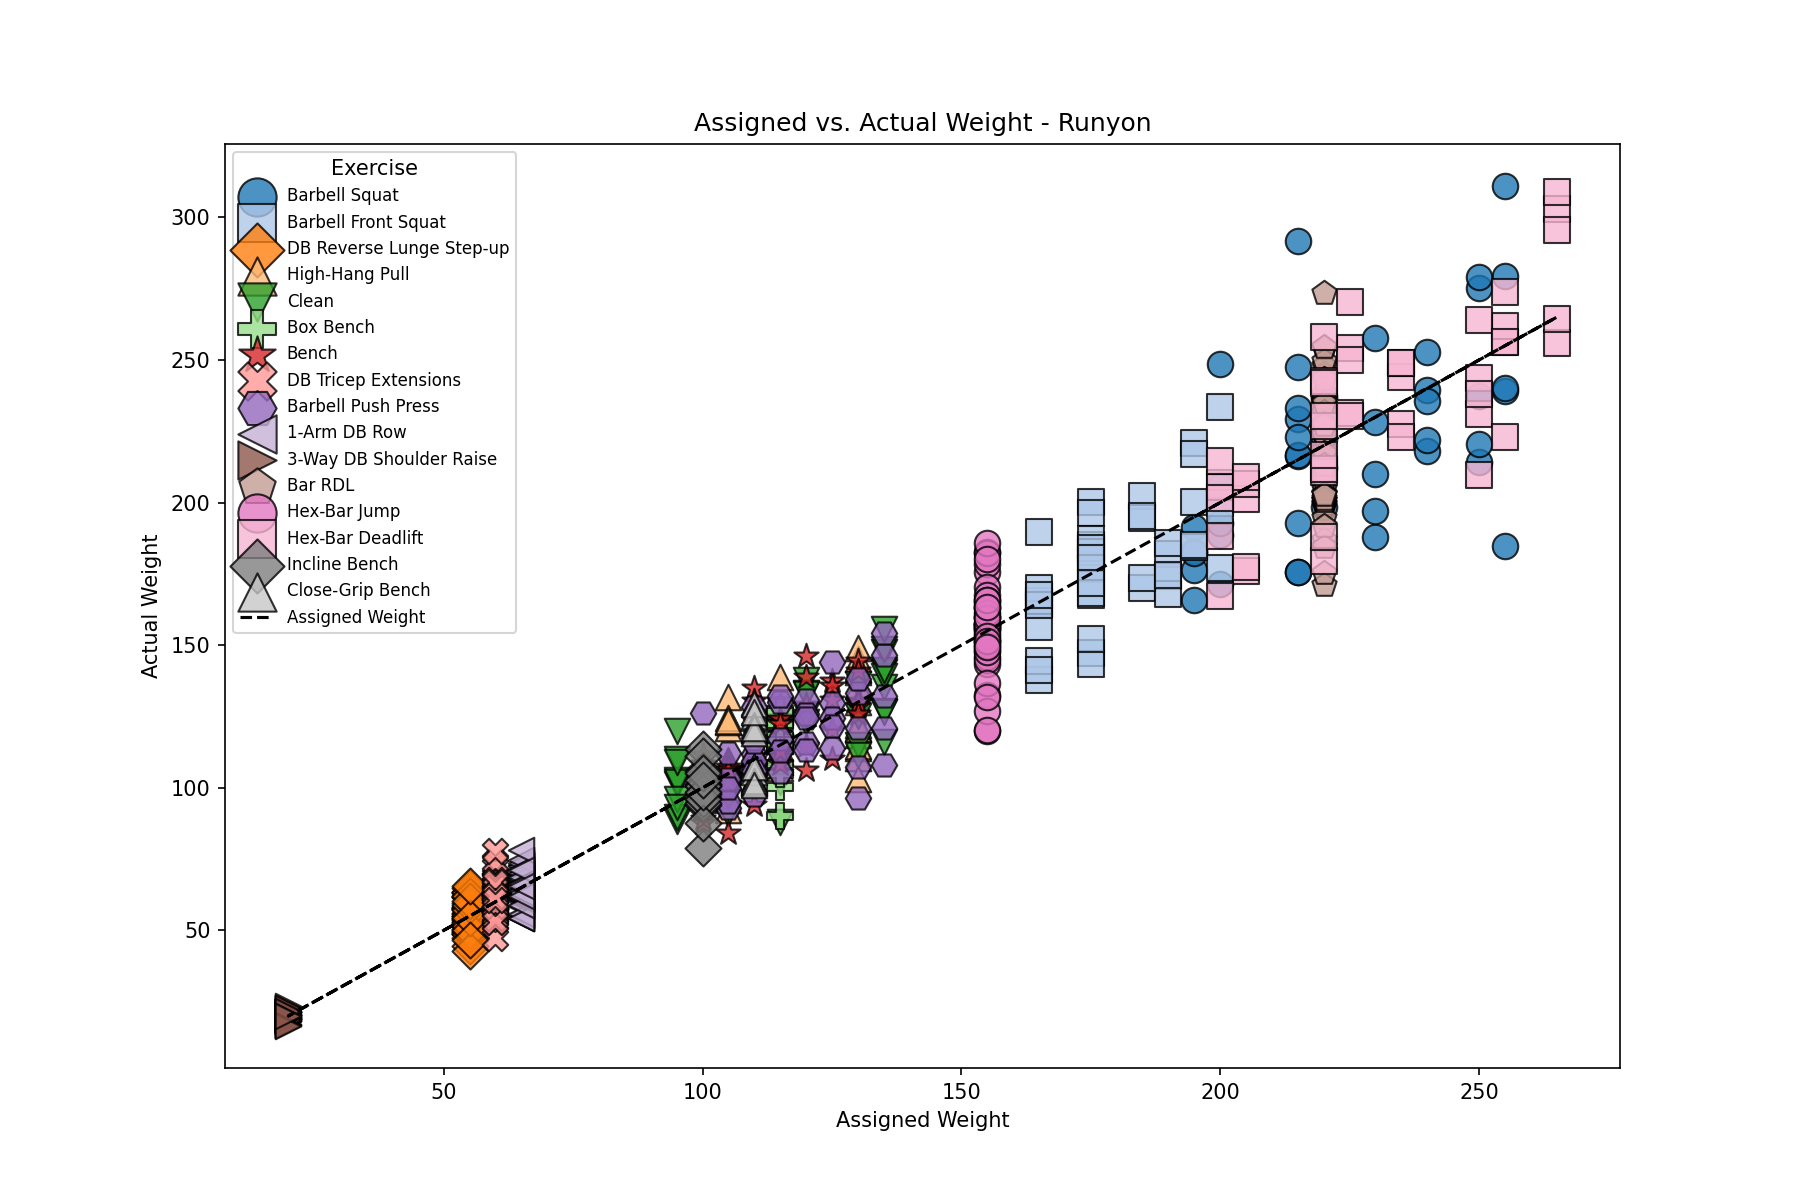 Assigned vs. Actual Weight - Runyon
Exercise
Barbell Squat
Barbell Front Squat
DB Reverse Lunge Step-up
High-Hang Pull
Clean
Box Bench
Bench
DB Tricep Extensions
Barbell Push Press
1-Arm DB Row
3-Way DB Shoulder Raise
Bar RDL
Hex-Bar Jump
Hex-Bar Deadlift
Incline Bench
Close-Grip Bench
Assigned Weight
Actual Weight
300
250
200
150
100
50
50 100 150 200 250
Assigned Weight